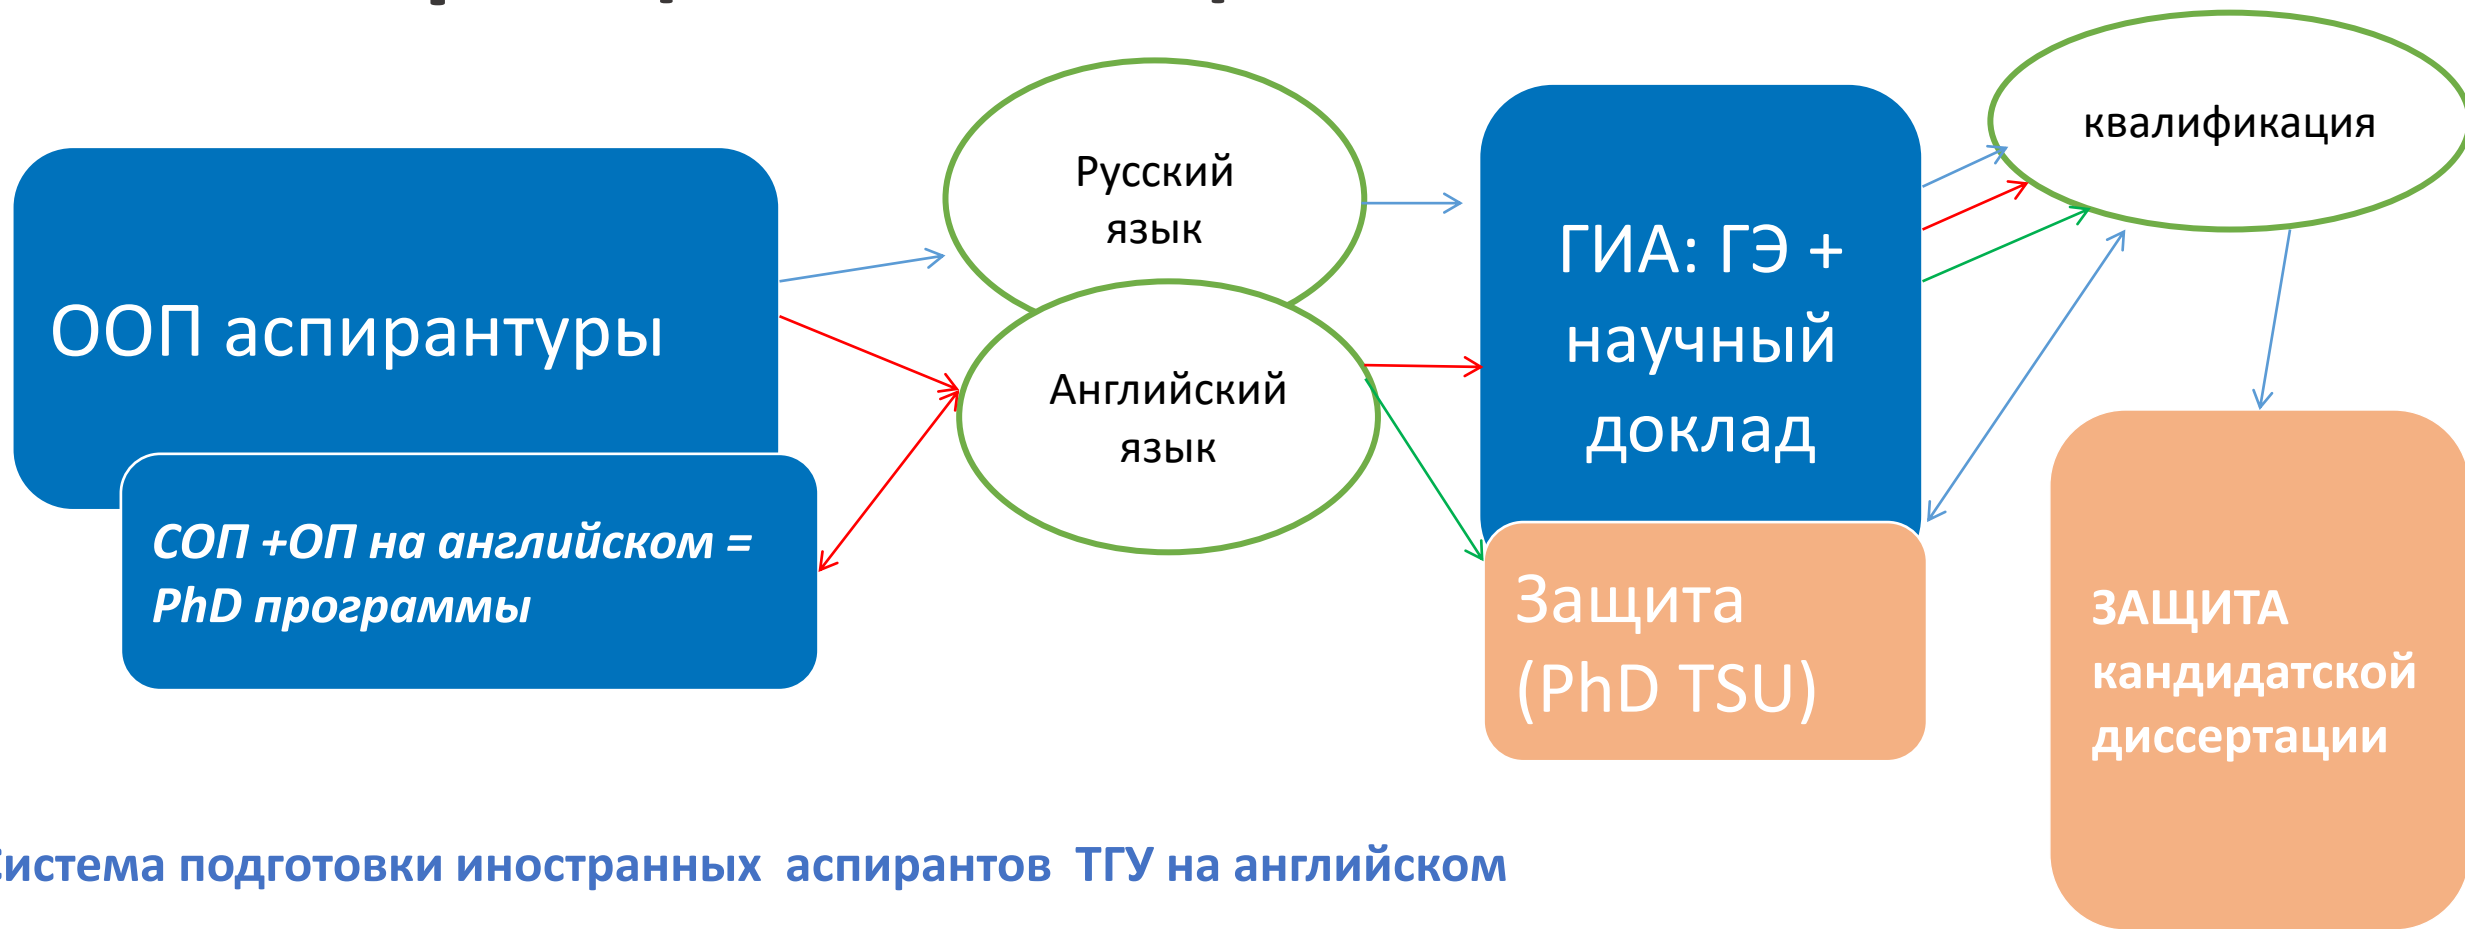 ООП аспирантуры
СОП +ОП на английском =
PhD программы
Русский
язык
Английский
язык
ГИА: ГЭ +
научный
доклад
Защита
(PhD TSU)
квалификация
ЗАЩИТА
кандидатской
диссертации
Система подготовки иностранных аспирантов ТГУ на английском